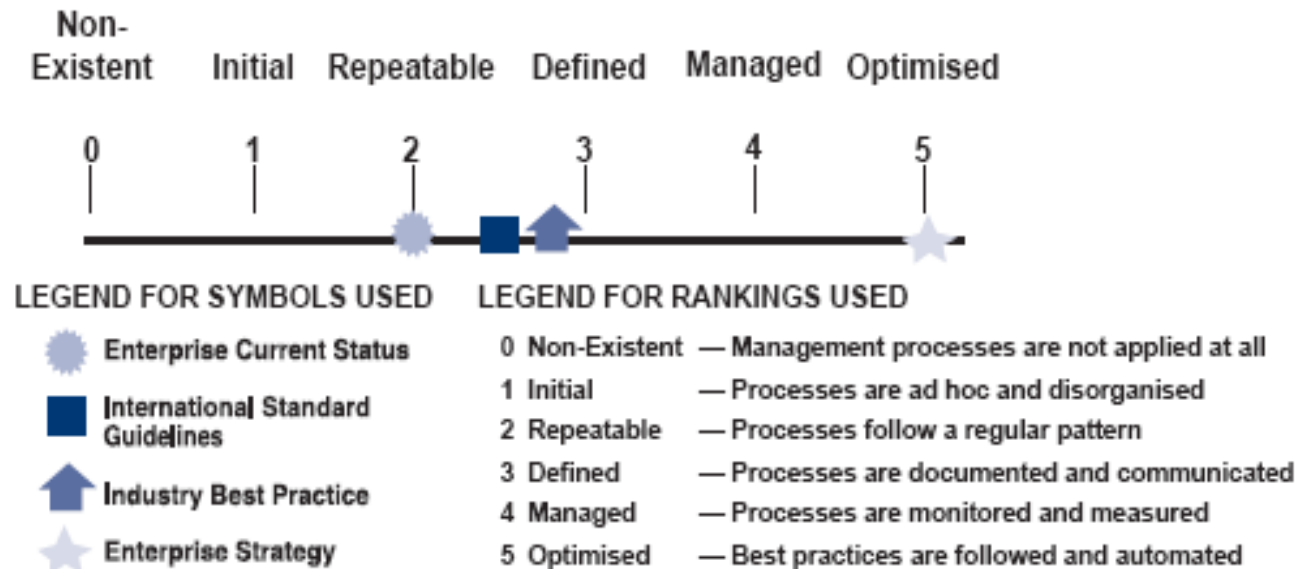 Non-
Existent Initial Repeatable Defined Managed Optimised
0 1 2 3 4 5
LEGEND FOR SYMBOLS USED
Enterprise Current Status
International Standard
Guidelines
Industry Best Practice
Enterprise Strategy
LEGEND FOR RANKINGS USED
0 Non-Existent — Management processes are not applied at all
1 Initial — Processes are ad hoc and disorganised
2 Repeatable — Processes follow a regular pattern
3 Defined — Processes are documented and communicated
4 Managed — Processes are monitored and measured
5 Optimised — Best practices are followed and automated